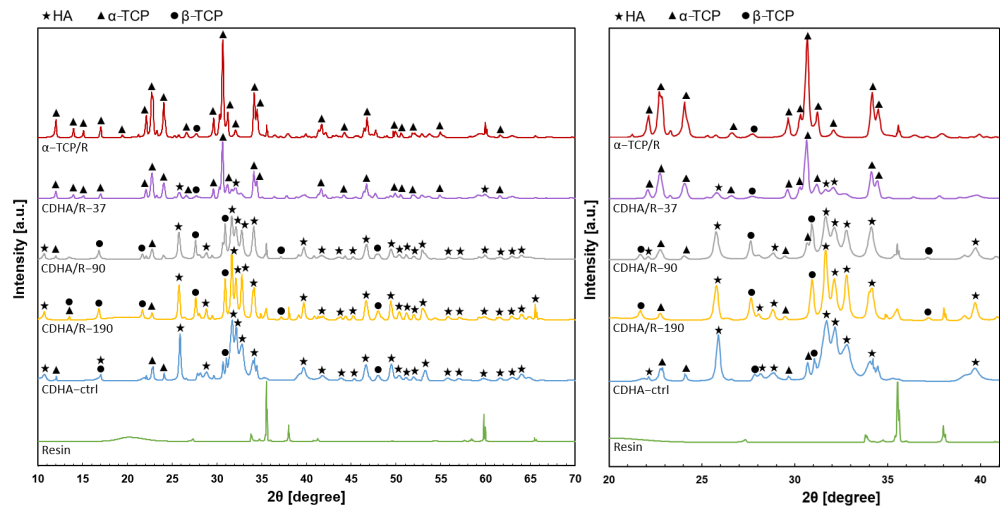 ★HA ▲α-TCP ●β-TCP
Intensity [a.u.]
α-TCP/R
CDHA/R-37
CDHA/R-90
CDHA/R-190
CDHA-ctrl
Resin
10 15 20 25 30 35 40 45 50 55 60 65 70
2θ [degree]
★HA ▲α-TCP ●β-TCP
Intensity [a.u.]
α-TCP/R
CDHA/R-37
CDHA/R-90
CDHA/R-190
CDHA-ctrl
Resin
20 25 30 35 40
2θ [degree]